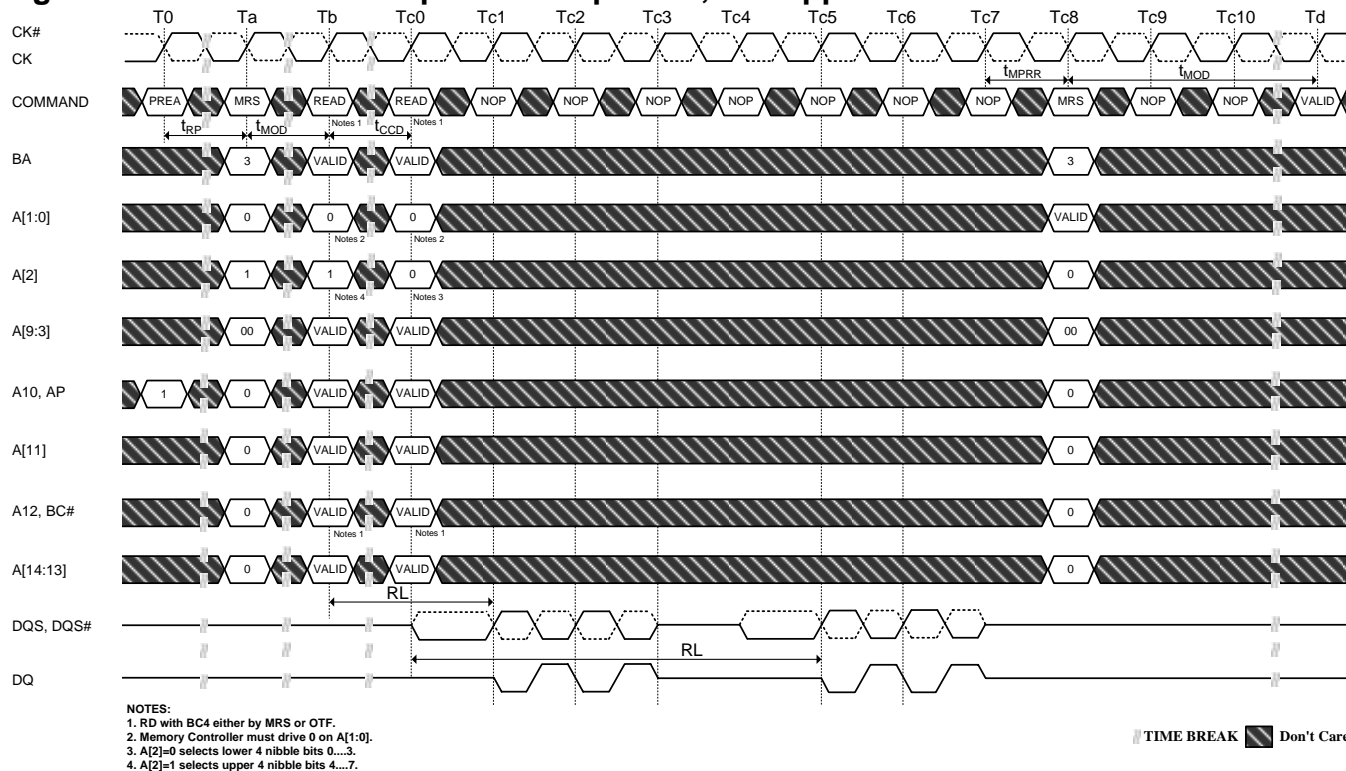 T0 Ta Tb Tc0 Tc1 Tc2 Tc3 Tc4 Tc5 Tc6 Tc7 Tc8 Tc9 Tc10 Td
CK#
CK
tMPRR tMOD
COMMAND PREA MRS READ READ NOP NOP NOP NOP NOP NOP NOP MRS NOP NOP VALID
Notes 1 Notes 1
tRP tMOD tCCD
BA 3 VALID VALID 3
A[1:0] 0 0 0 VALID
Notes 2 Notes 2
A[2] 1 1 0 0
Notes 4 Notes 3
A[9:3] 00 VALID VALID 00
A10, AP 1 0 VALID VALID 0
A[11] 0 VALID VALID 0
A12, BC# 0 VALID VALID 0
Notes 1 Notes 1
A[14:13] 0 VALID VALID 0
RL
DQS, DQS#
RL
DQ
NOTES:
1. RD with BC4 either by MRS or OTF.
2. Memory Controller must drive 0 on A[1:0].
3. A[2]=0 selects lower 4 nibble bits 0....3.
4. A[2]=1 selects upper 4 nibble bits 4....7.
TIME BREAK Don't Care